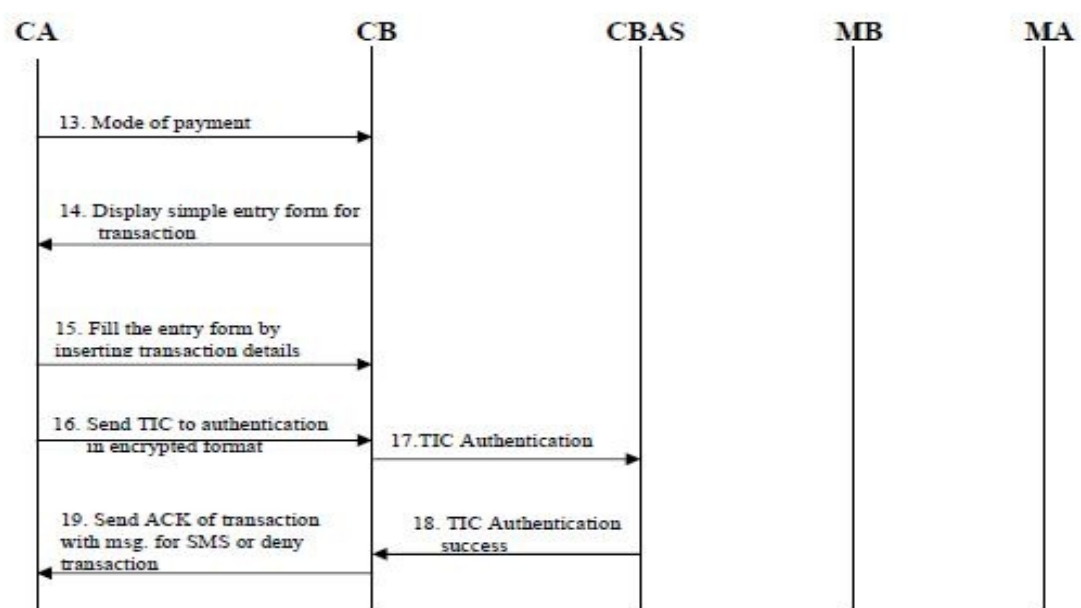 CA CB CBAS MB MA
13. Mode of payment
14. Display simple entry form for
transaction
15. Fill the entry form by
inserting transaction details
16. Send TIC to authentication
in encrypted format
17.TIC Authentication
18. TIC Authentication
success
19. Send ACK of transaction
with msg. for SMS or deny
transaction